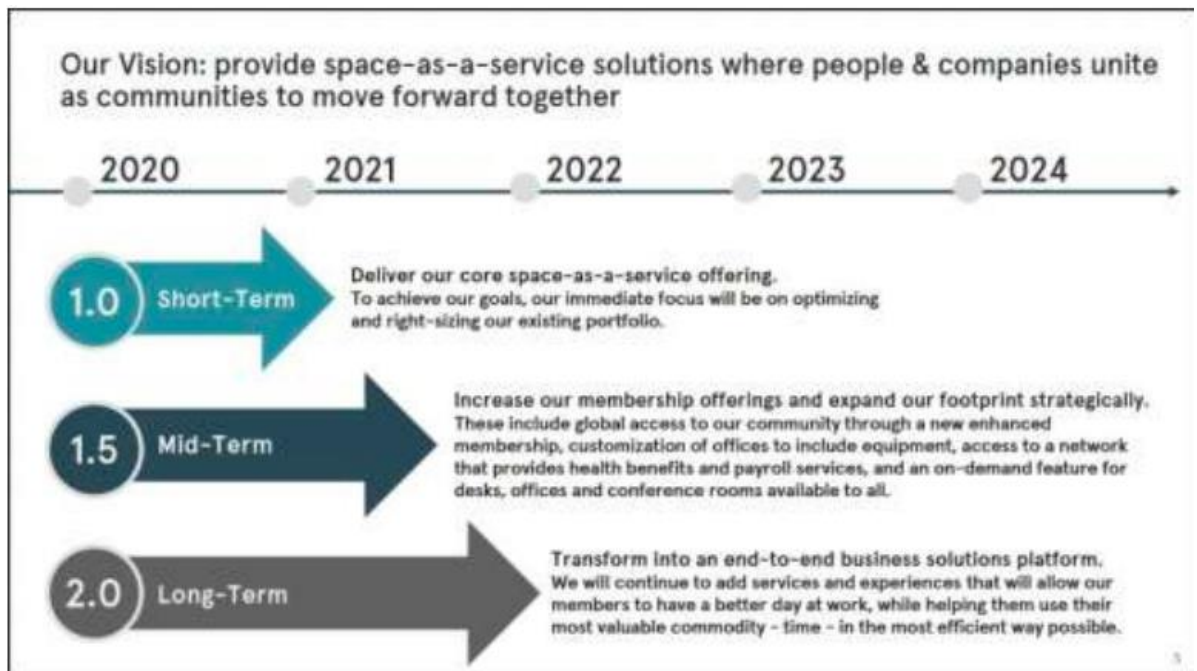 Our Vision: provide space-as-a-service solutions where people & companies unite
as communities to move forward together
2020 2021 2022 2023 2024
1.0 Short-Term
Deliver our core space-as-a-service offering.
To achieve our goals, our immediate focus will be on optimizing
and right-sizing our existing portfolio.
1.5 Mid-Term
Increase our membership offerings and expand our footprint strategically.
These include global access to our community through a new enhanced
membership, customization of offices to include equipment, access to a network
that provides health benefits and payroll services, and an on-demand feature for
desks, offices and conference rooms available to all.
2.0 Long-Term
Transform into an end-to-end business solutions platform.
We will continue to add services and experiences that will allow our
members to have a better day at work, while helping them use their
most valuable commodity - time - in the most efficient way possible.